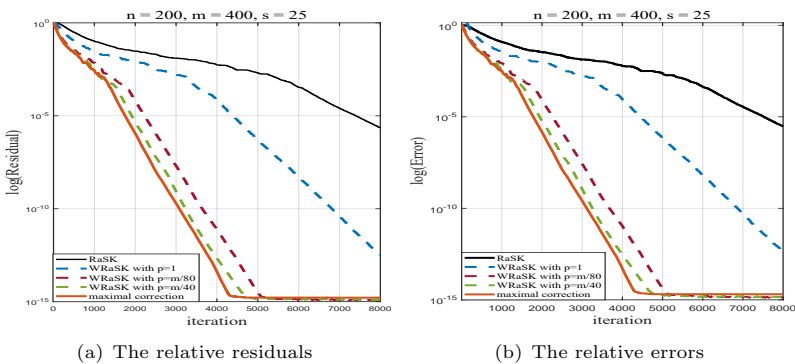 n = 200, m = 400, s = 25
log(Residual)
10^0
10^-5
10^-10
10^-15
RaSK
WRaSK with p=1
WRaSK with p=m/80
WRaSK with p=m/40
maximal correction
0 1000 2000 3000 4000 5000 6000 7000 8000
iteration
(a) The relative residuals
n = 200, m = 400, s = 25
log(Error)
10^0
10^-5
10^-10
10^-15
RaSK
WRaSK with p=1
WRaSK with p=m/80
WRaSK with p=m/40
maximal correction
1000 2000 3000 4000 5000 6000 7000 8000
iteration
(b) The relative errors